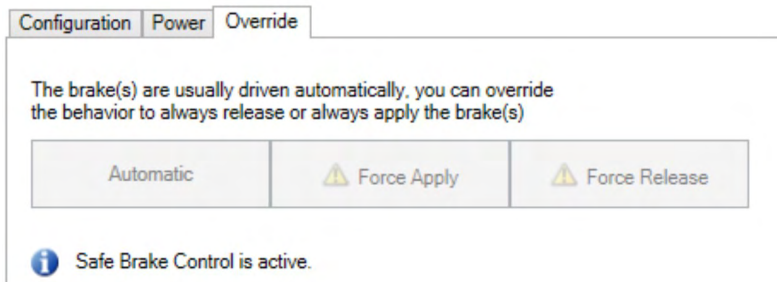 Configuration Power Override
The brake(s) are usually driven automatically, you can override
the behavior to always release or always apply the brake(s)
Automatic Force Apply Force Release
Safe Brake Control is active.